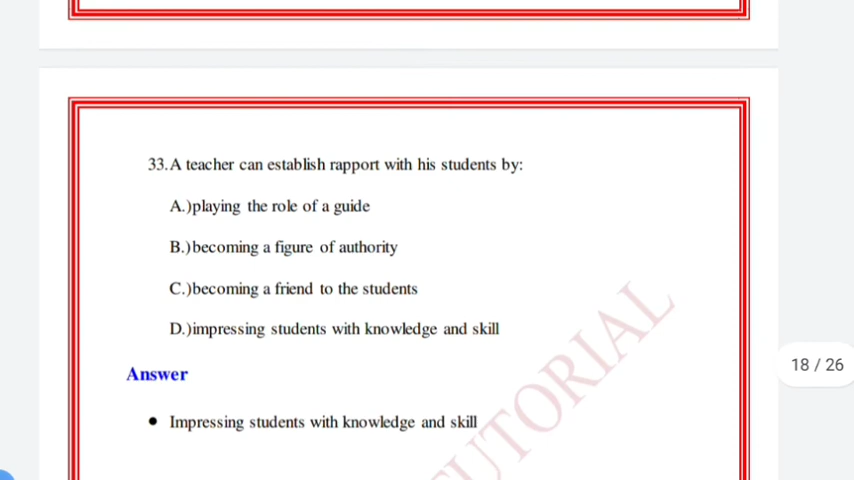 33.A teacher can establish rapport with his students by:
A.)playing the role of a guide
B.)becoming a figure of authority
C.)becoming a friend to the students
D.)impressing students with knowledge and skill
18 / 26
Answer
• Impressing students with knowledge and skill
TUTORIAL